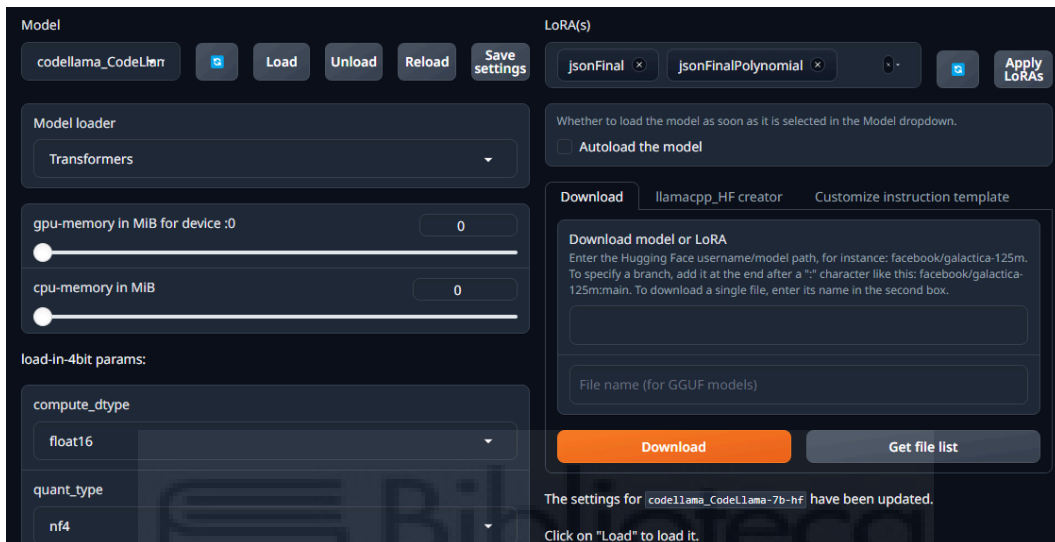 Model
codellama_CodeLlam
Load
Unload
Reload
Save
settings
Model loader
Transformers
gpu-memory in MiB for device :0
0
cpu-memory in MiB
0
load-in-4bit params:
compute_dtype
float16
quant_type
nf4
LoRA(s)
jsonFinal
jsonFinalPolynomial
Apply
LoRAs
Whether to load the model as soon as it is selected in the Model dropdown.
Autoload the model
Download
llamacpp_HF creator
Customize instruction template
Download model or LoRA
Enter the Hugging Face username/model path, for instance: facebook/galactica-125m.
To specify a branch, add it at the end after a ":" character like this: facebook/galactica-
125m:main. To download a single file, enter its name in the second box.
File name (for GGUF models)
Download
Get file list
The settings for codellama_CodeLlama-7b-hf have been updated.
Click on "Load" to load it.
Biblioteca